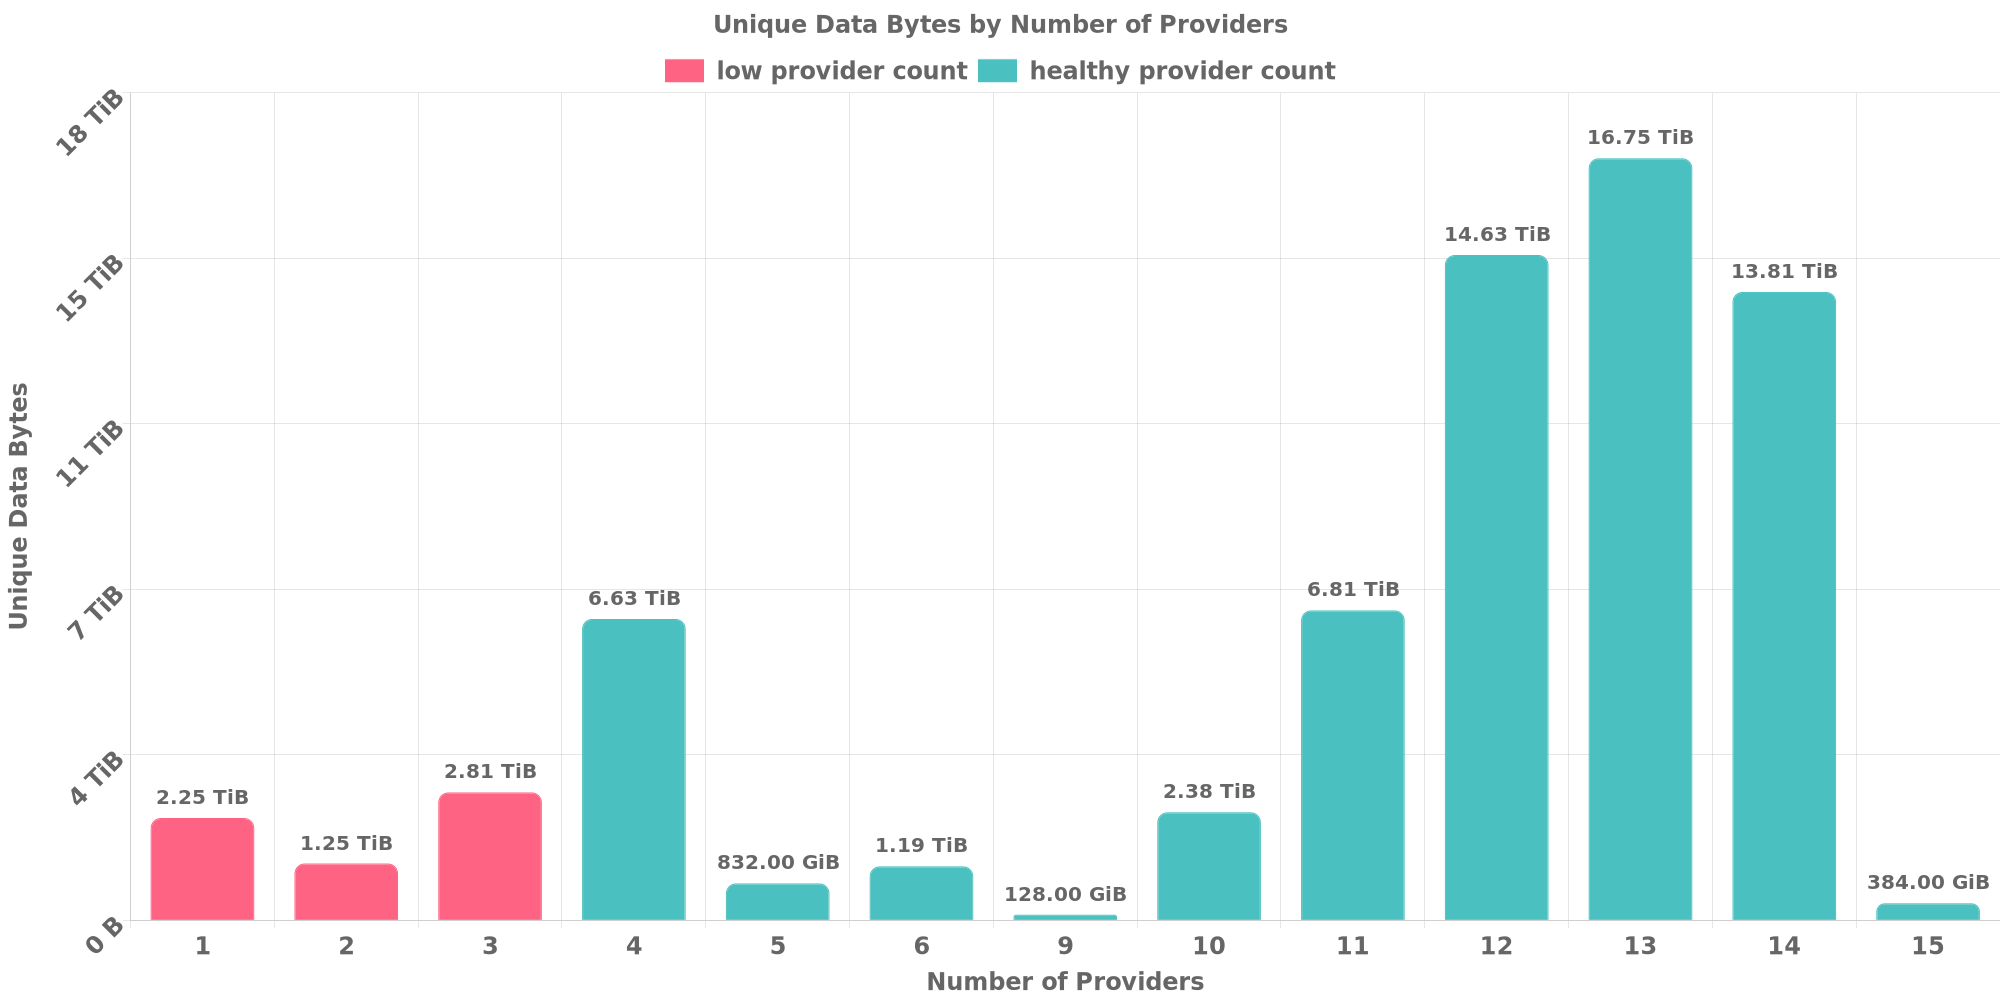 Unique Data Bytes by Number of Providers
low provider count healthy provider count
18 TiB
15 TiB
11 TiB
7 TiB
4 TiB
0 B
Unique Data Bytes
2.25 TiB
1.25 TiB
2.81 TiB
6.63 TiB
832.00 GiB
1.19 TiB
128.00 GiB
2.38 TiB
6.81 TiB
14.63 TiB
16.75 TiB
13.81 TiB
384.00 GiB
1 2 3 4 5 6 9 10 11 12 13 14 15
Number of Providers